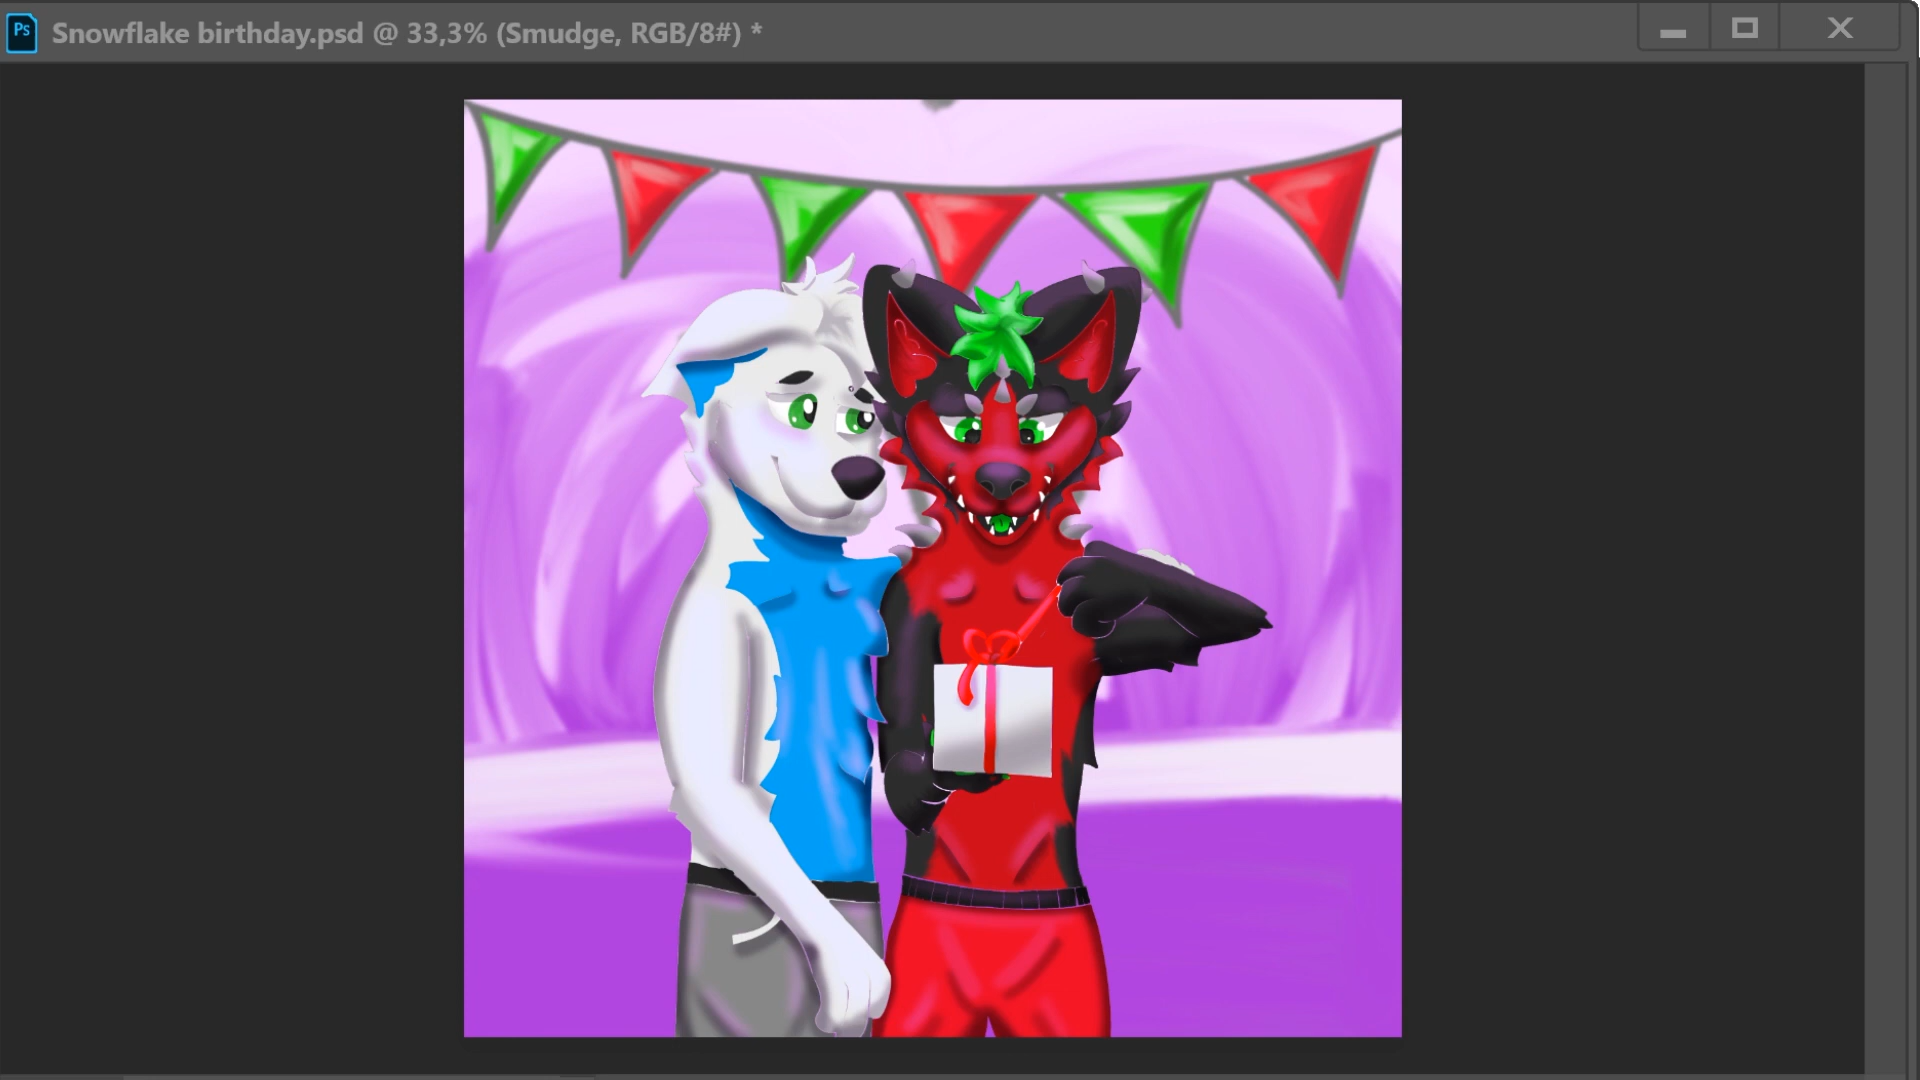 Ps
Snowflake birthday.psd @ 33,3% (Smudge, RGB/8#) *